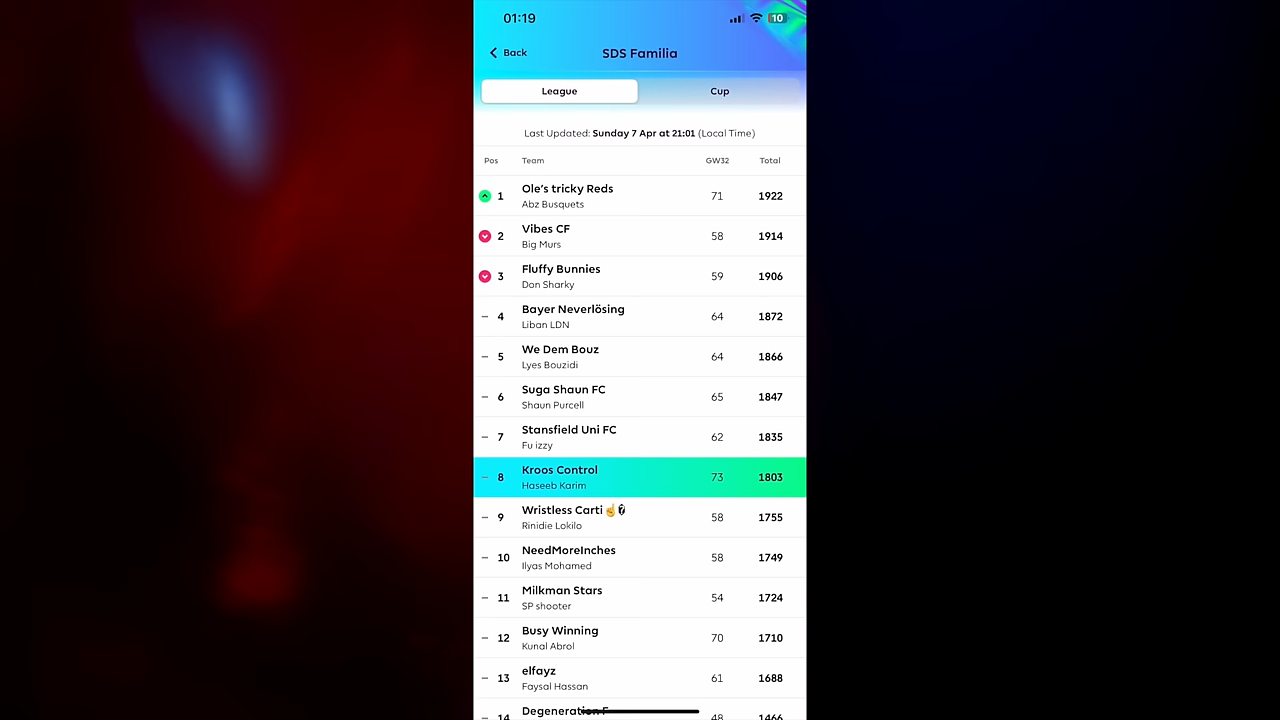 01:19
10
Back
SDS Familia
League
Cup
Last Updated: Sunday 7 Apr at 21:01 (Local Time)
Pos Team GW32 Total
1 Ole's tricky Reds 71 1922
Abz Busquets
2 Vibes CF 58 1914
Big Murs
3 Fluffy Bunnies 59 1906
Don Sharky
4 Bayer Neverlösing 64 1872
Liban LDN
5 We Dem Bouz 64 1866
Lyes Bouzidi
6 Suga Shaun FC 65 1847
Shaun Purcell
7 Stansfield Uni FC 62 1835
Fu izzy
8 Kroos Control 73 1803
Haseeb Karim
9 Wristless Carti ☝️� 58 1755
Rinidie Lokilo
10 NeedMoreInches 58 1749
Ilyas Mohamed
11 Milkman Stars 54 1724
SP shooter
12 Busy Winning 70 1710
Kunal Abrol
13 elfayz 61 1688
Faysal Hassan
14 Degeneration F 48 1466